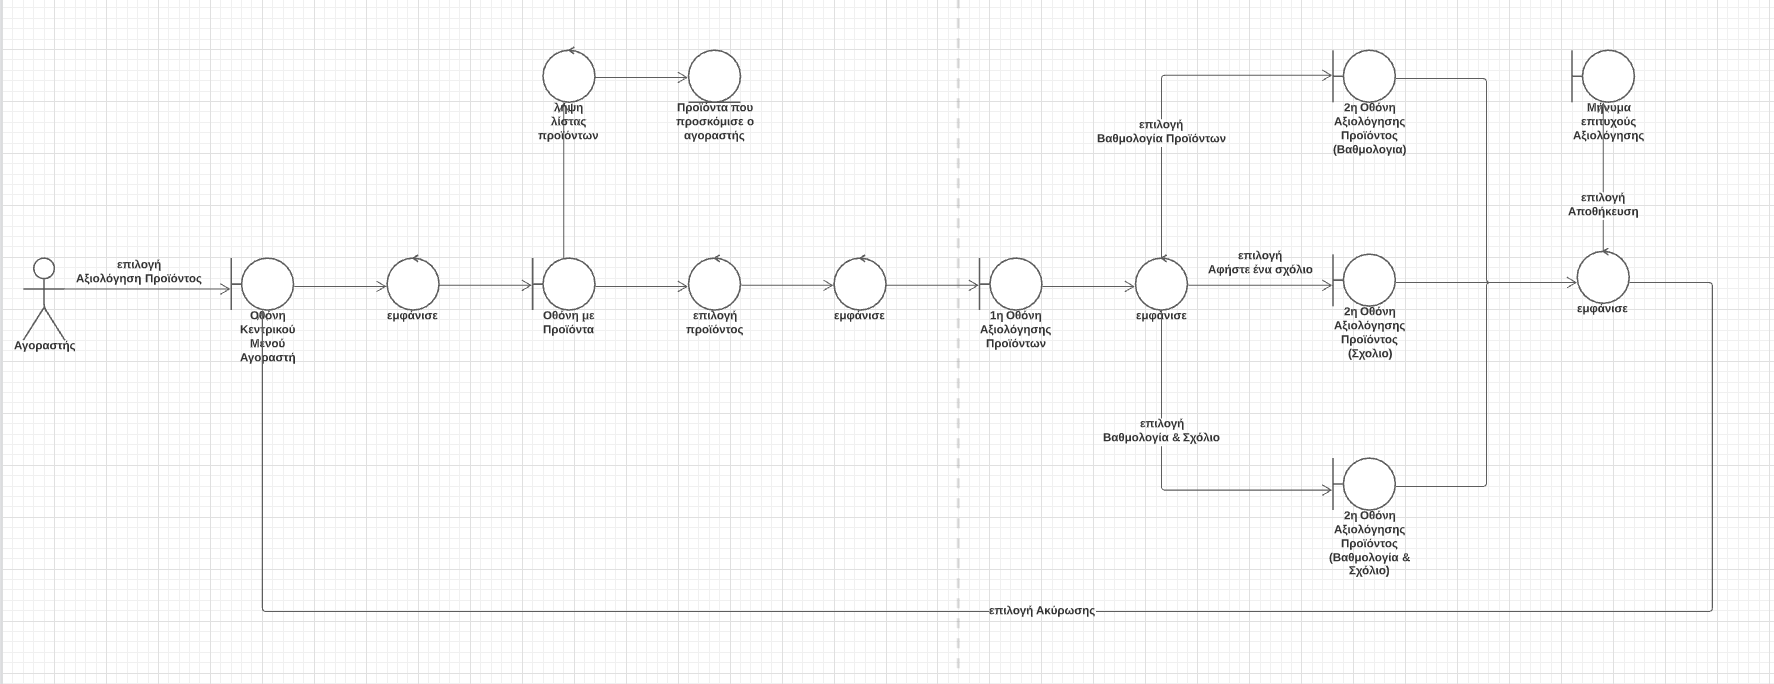 λήψη
λίστας
προϊόντων
Προϊόντα που
προσκόμισε ο
αγοραστής
επιλογή
Βαθμολογία Προϊόντων
2η Οθόνη
Αξιολόγησης
Προϊόντος
(Βαθμολογια)
Μήνυμα
επιτυχούς
Αξιολόγησης
επιλογή
Αποθήκευση
Αγοραστής
επιλογή
Αξιολόγηση Προϊόντος
Οθόνη
Κεντρικού
Μενού
Αγοραστή
εμφάνισε
Οθόνη με
Προϊόντα
επιλογή
προϊόντος
εμφάνισε
1η Οθόνη
Αξιολόγησης
Προϊόντων
εμφάνισε
επιλογή
Αφήστε ένα σχόλιο
2η Οθόνη
Αξιολόγησης
Προϊόντος
(Σχολιο)
εμφάνισε
επιλογή
Βαθμολογία & Σχόλιο
2η Οθόνη
Αξιολόγησης
Προϊόντος
(Βαθμολογία &
Σχόλιο)
επιλογή Ακύρωσης